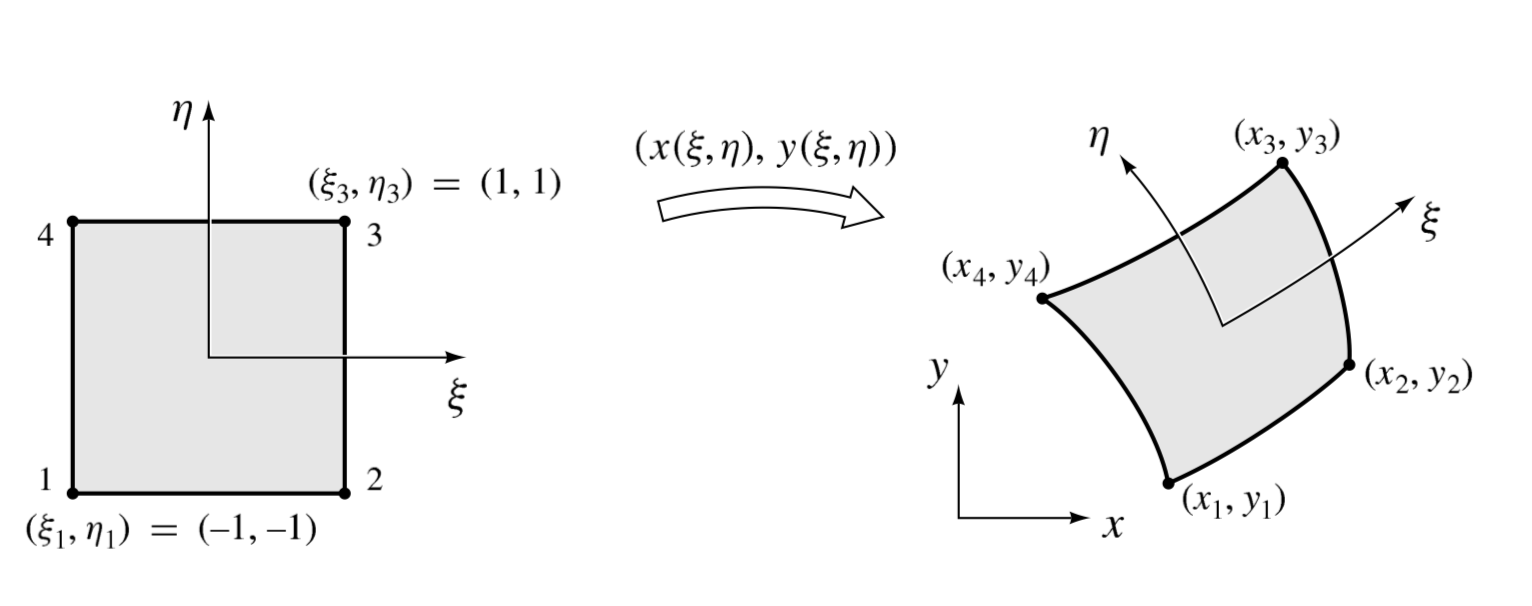 η
(ξ₃, η₃) = (1, 1)
4
3
1
2
(ξ₁, η₁) = (–1, –1)
ξ
(x(ξ, η), y(ξ, η))
η
(x₃, y₃)
ξ
(x₄, y₄)
y
(x₂, y₂)
(x₁, y₁)
x